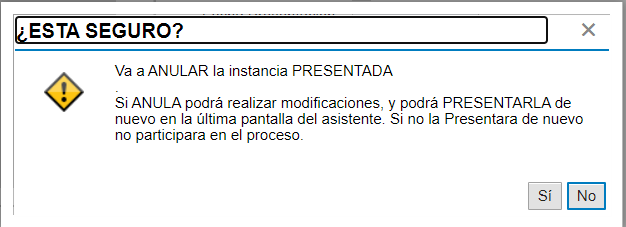 ¿ESTA SEGURO?
Va a ANULAR la instancia PRESENTADA
.
Si ANULA podrá realizar modificaciones, y podrá PRESENTARLA de
nuevo en la última pantalla del asistente. Si no la Presentara de nuevo
no participara en el proceso.
Sí No